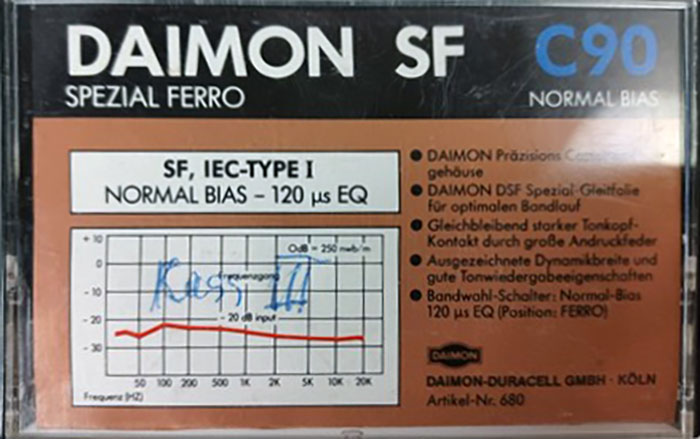 DAIMON SF C90
SPEZIAL FERRO
NORMAL BIAS
SF, IEC-TYPE I
NORMAL BIAS – 120 µs EQ
+ 10
0
- 10
- 20
- 30
OdB = 250 nwb/m
Frequenzgang
Kass III
- 20 dB input
50 100 200 500 1K 2K 5K 10K 20K
Frequenz (HZ)
● DAIMON Präzisions
gehäuse
● DAIMON DSF Spezial-Gleitfolie
für optimalen Bandlauf
● Gleichbleibend starker Tonkopf-
Kontakt durch große Andruckfeder
● Ausgezeichnete Dynamikbreite und
gute Tonwiedergabeeigenschaften
● Bandwahl-Schalter: Normal-Bias
120 µs EQ (Position: FERRO)
DAIMON
DAIMON-DURACELL GMBH · KÖLN
Artikel-Nr. 680